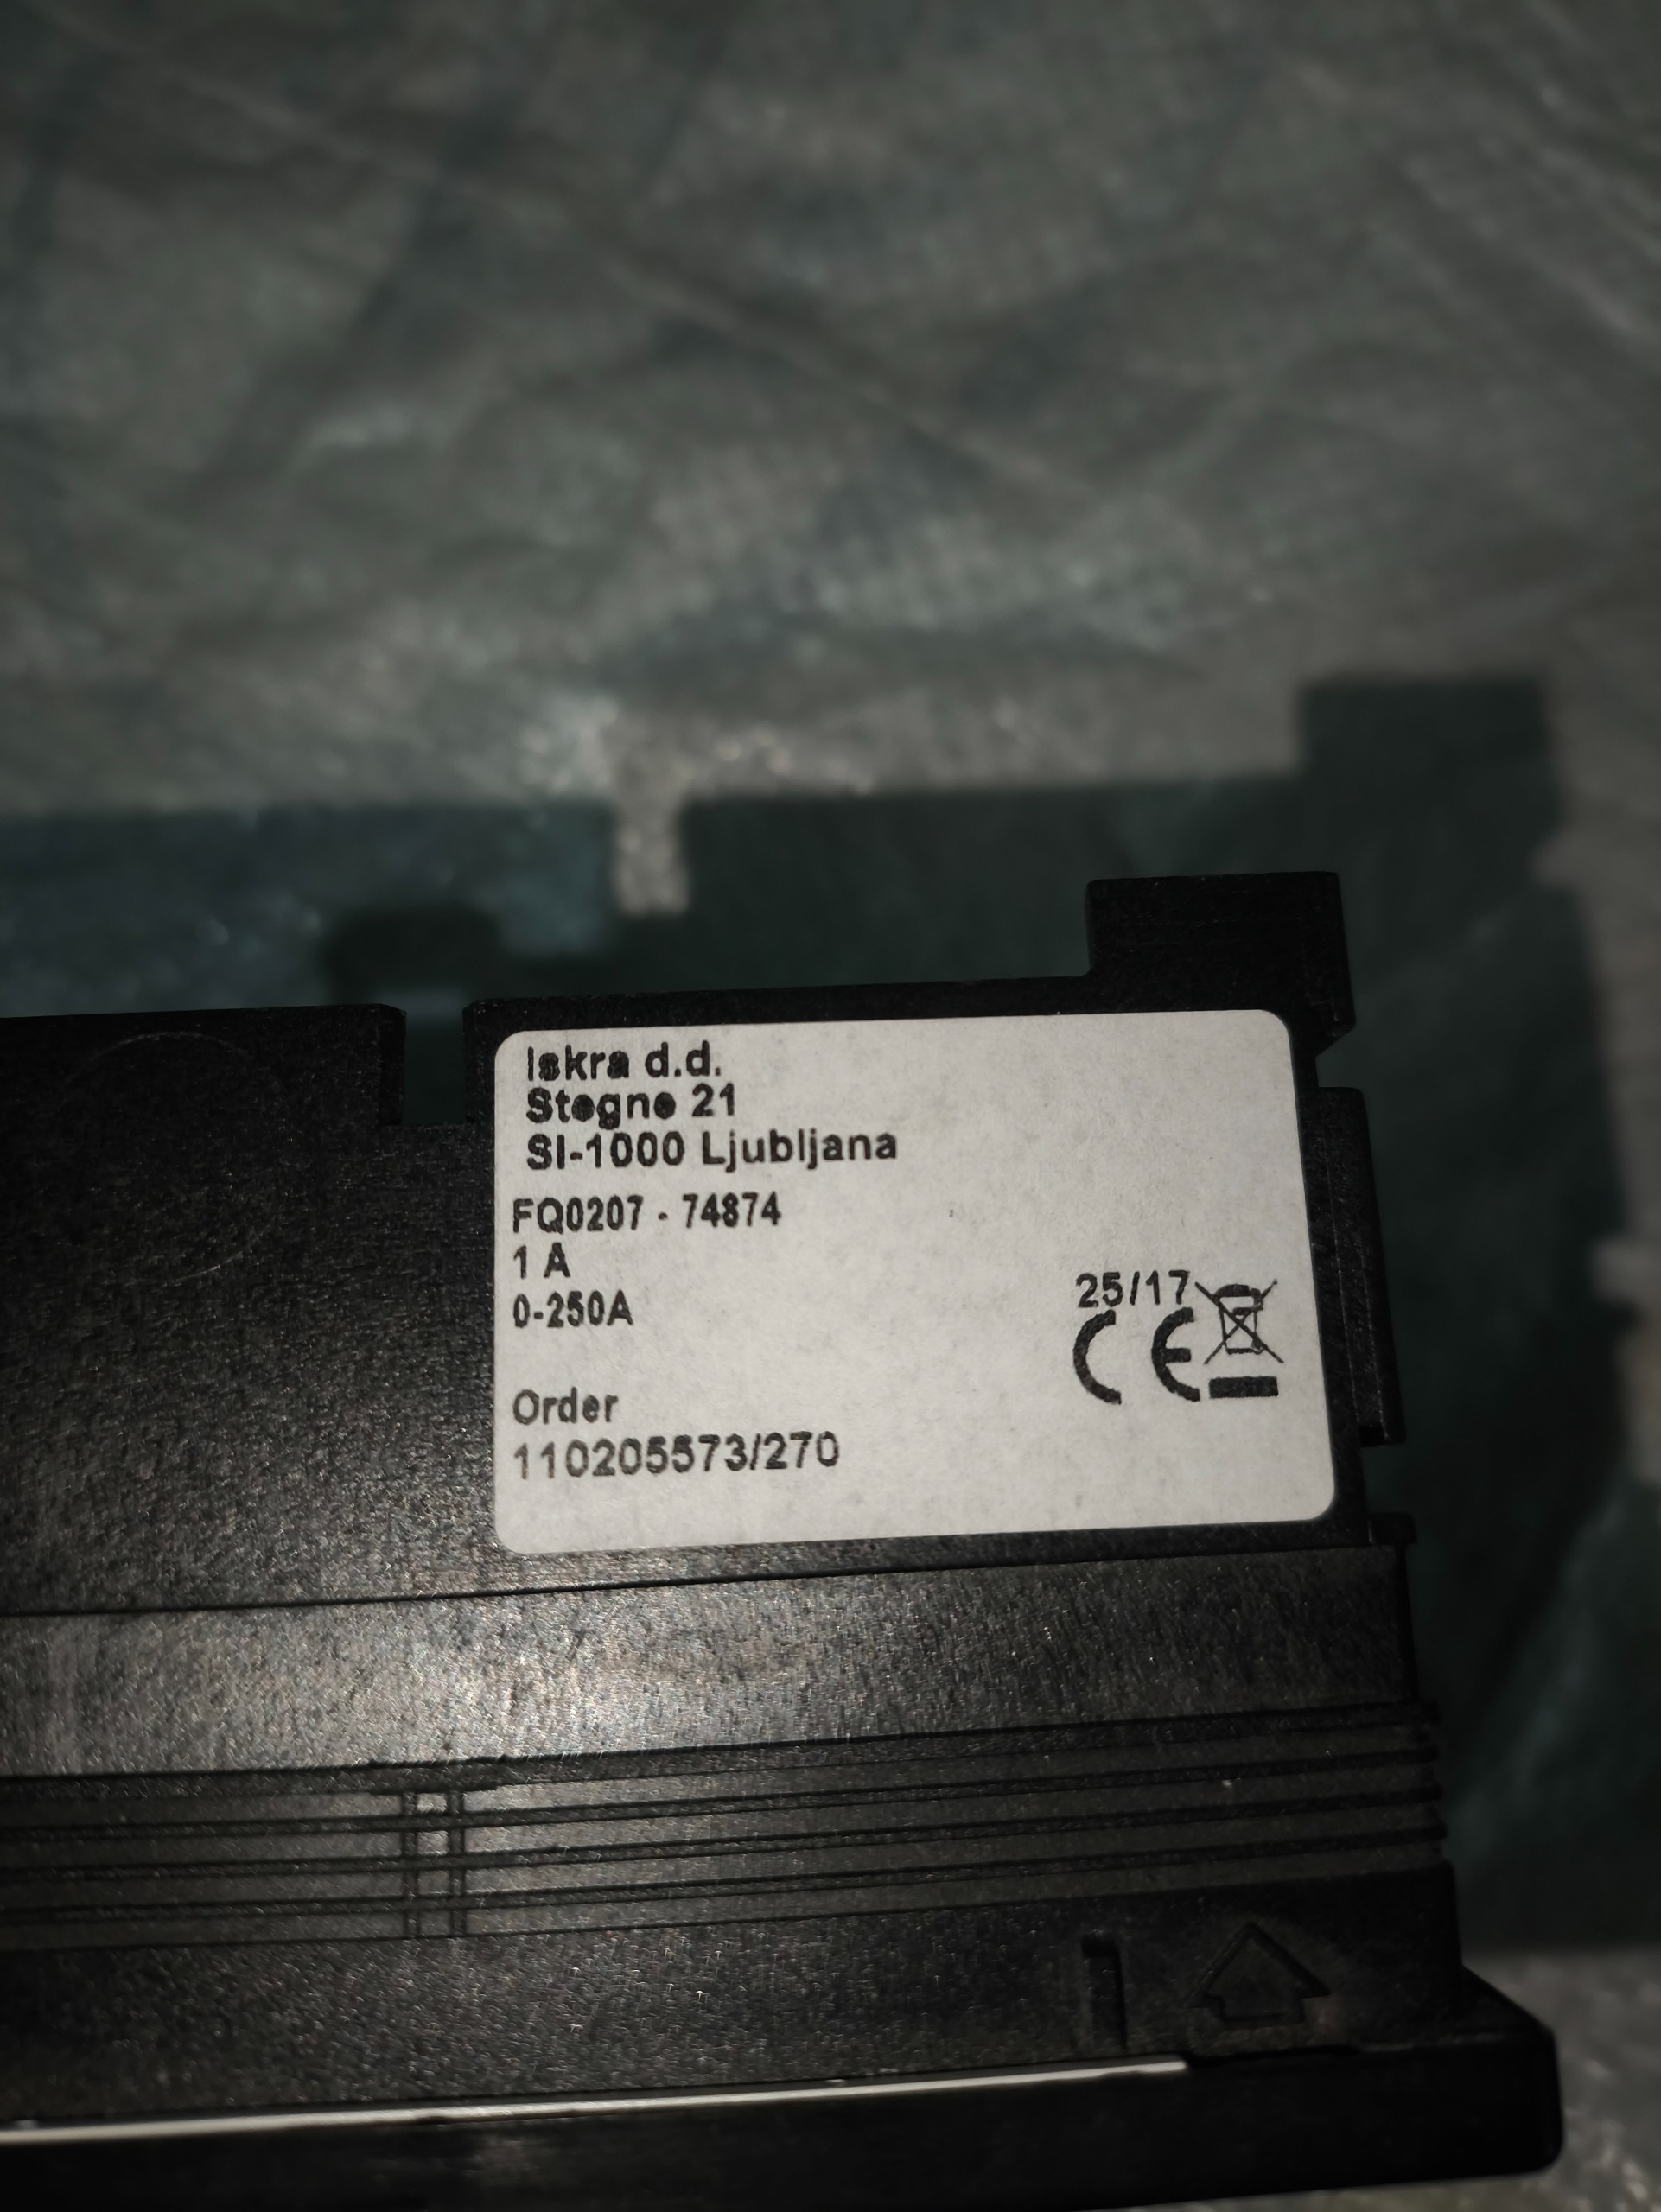 Iskra d.d.
Stegne 21
SI-1000 Ljubljana
FQ0207 - 74874
1 A
0-250A
25/17
CE
Order
110205573/270